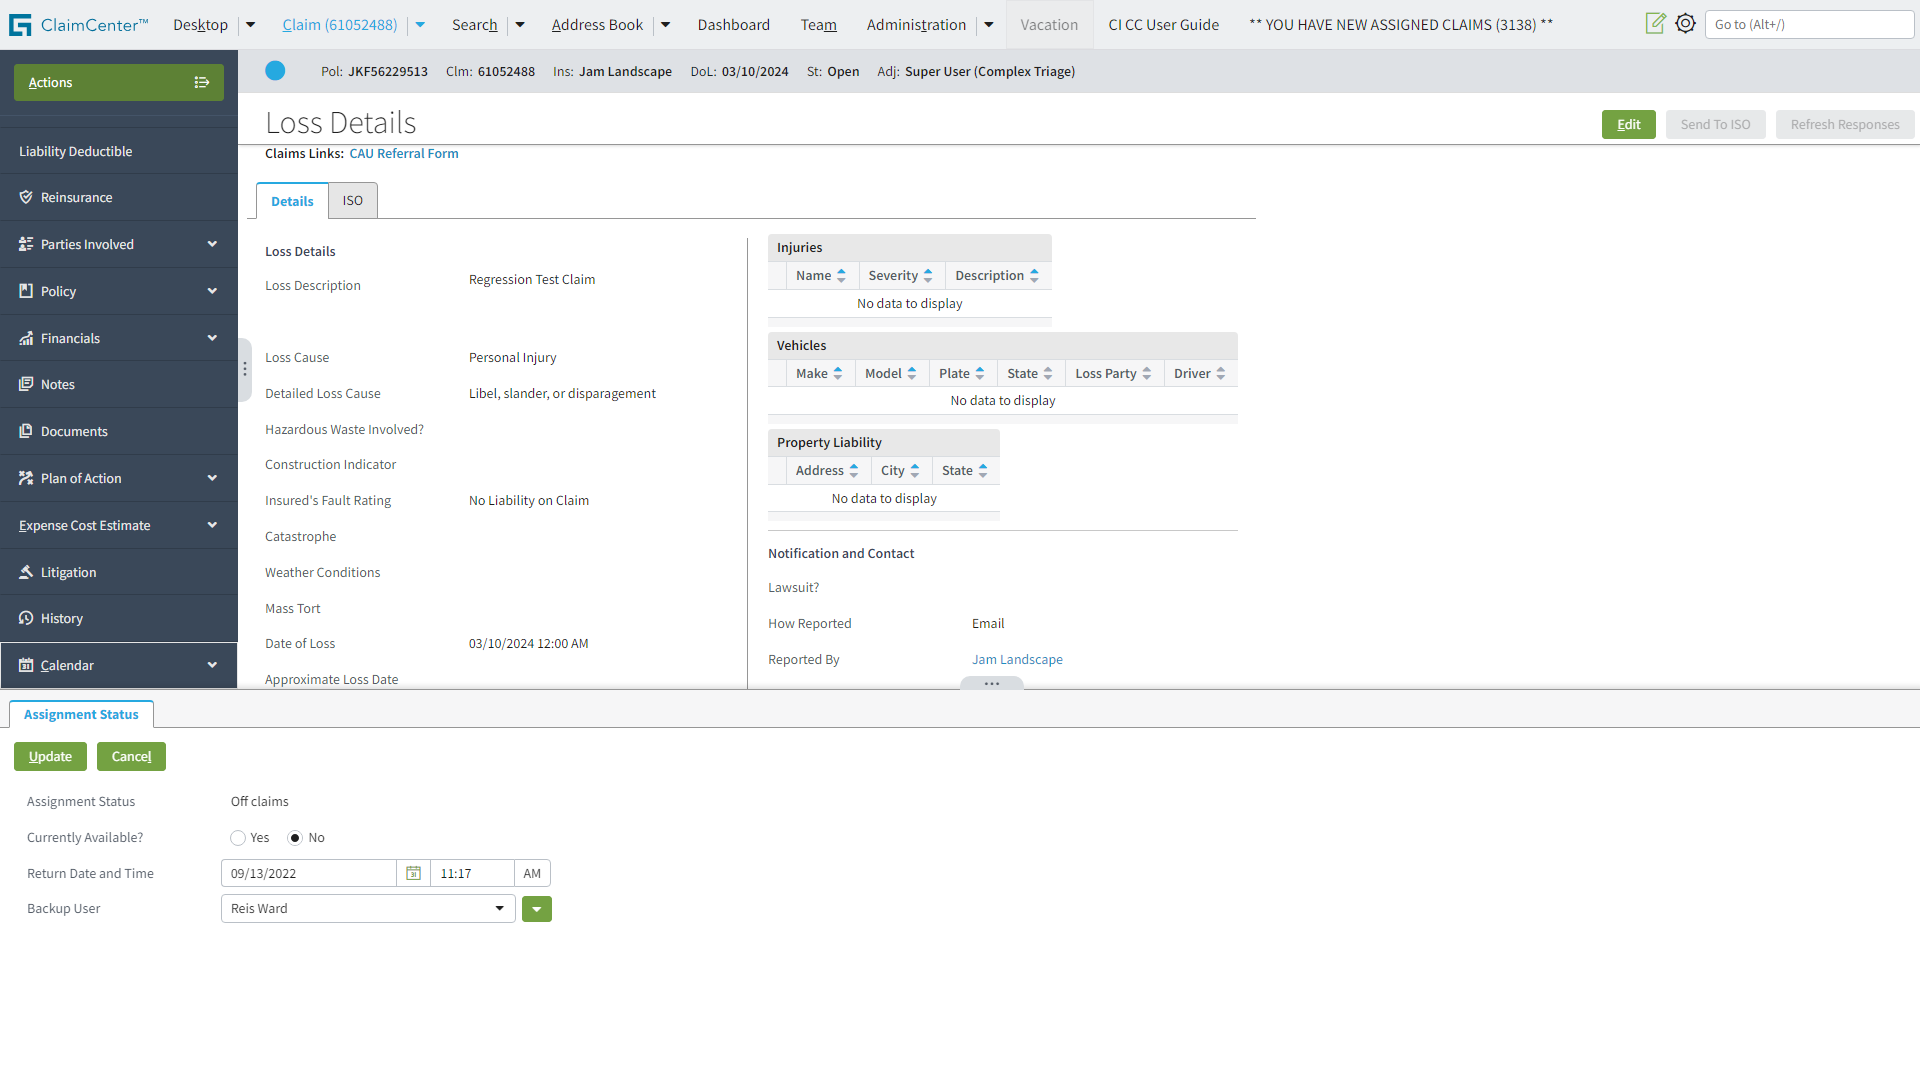 ClaimCenter™ Desktop Claim (61052488) Search Address Book Dashboard Team Administration Vacation CI CC User Guide ** YOU HAVE NEW ASSIGNED CLAIMS (3138) ** Go to (Alt+/)
Actions
Pol: JKF56229513 Clm: 61052488 Ins: Jam Landscape DoL: 03/10/2024 St: Open Adj: Super User (Complex Triage)
Liability Deductible
Reinsurance
Parties Involved
Policy
Financials
Notes
Documents
Plan of Action
Expense Cost Estimate
Litigation
History
31 Calendar
Loss Details
Edit Send To ISO Refresh Responses
Claims Links: CAU Referral Form
Details ISO
Loss Details
Loss Description Regression Test Claim
Loss Cause Personal Injury
Detailed Loss Cause Libel, slander, or disparagement
Hazardous Waste Involved?
Construction Indicator
Insured's Fault Rating No Liability on Claim
Catastrophe
Weather Conditions
Mass Tort
Date of Loss 03/10/2024 12:00 AM
Approximate Loss Date
Injuries
Name Severity Description
No data to display
Vehicles
Make Model Plate State Loss Party Driver
No data to display
Property Liability
Address City State
No data to display
Notification and Contact
Lawsuit?
How Reported Email
Reported By Jam Landscape
Assignment Status
Update Cancel
Assignment Status Off claims
Currently Available? Yes No
Return Date and Time 09/13/2022 31 11:17 AM
Backup User Reis Ward